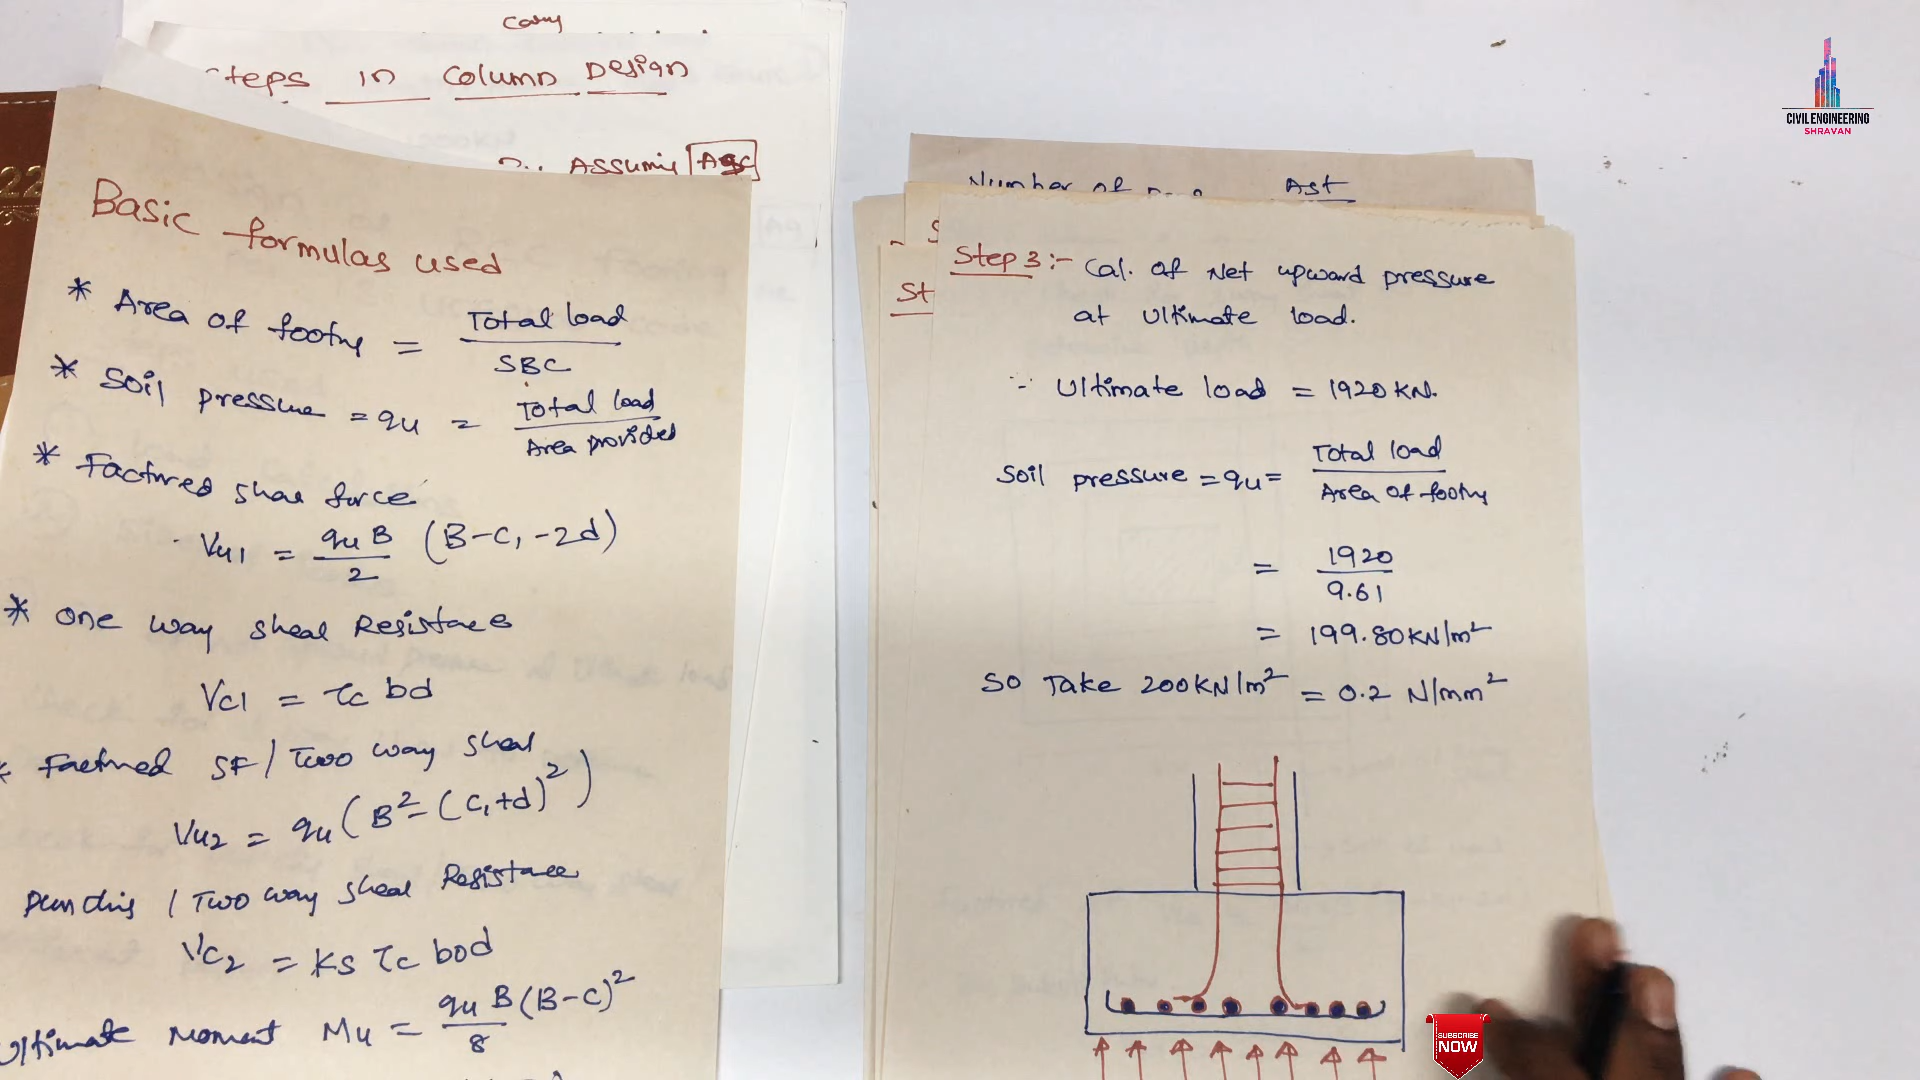 Steps in Column Design
Assume Asc
Basic formulas used
* Area of footing = Total load / SBC
* Soil pressure = qu = Total load / Area provided
* Factored shear force
Vu1 = quB / 2 (B-C1-2d)
* One way shear Resistance
Vc1 = τc bd
* Factored SF / Two way shear
Vu2 = qu (B² - (C1+d)²)
Punching / Two way shear Resistance
Vc2 = Ks τc bod
Ultimate Moment Mu = qu B(B-C)² / 8
22
Number of Ast
St
Step 3:- Cal. of Net upward pressure
at Ultimate load.
Ultimate load = 1920 KN.
Soil pressure = qu = Total load / Area of footing
= 1920 / 9.61
= 199.80 KN/m²
So Take 200 KN/m² = 0.2 N/mm²
CIVIL ENGINEERING
SHRAVAN
SUBSCRIBE
NOW